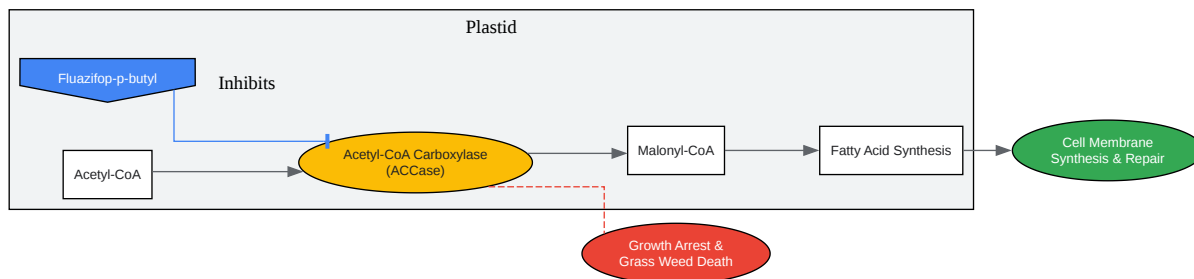 Plastid
Fluazifop-p-butyl
Inhibits
Acetyl-CoA
Acetyl-CoA Carboxylase
(ACCase)
Malonyl-CoA
Fatty Acid Synthesis
Cell Membrane
Synthesis & Repair
Growth Arrest &
Grass Weed Death